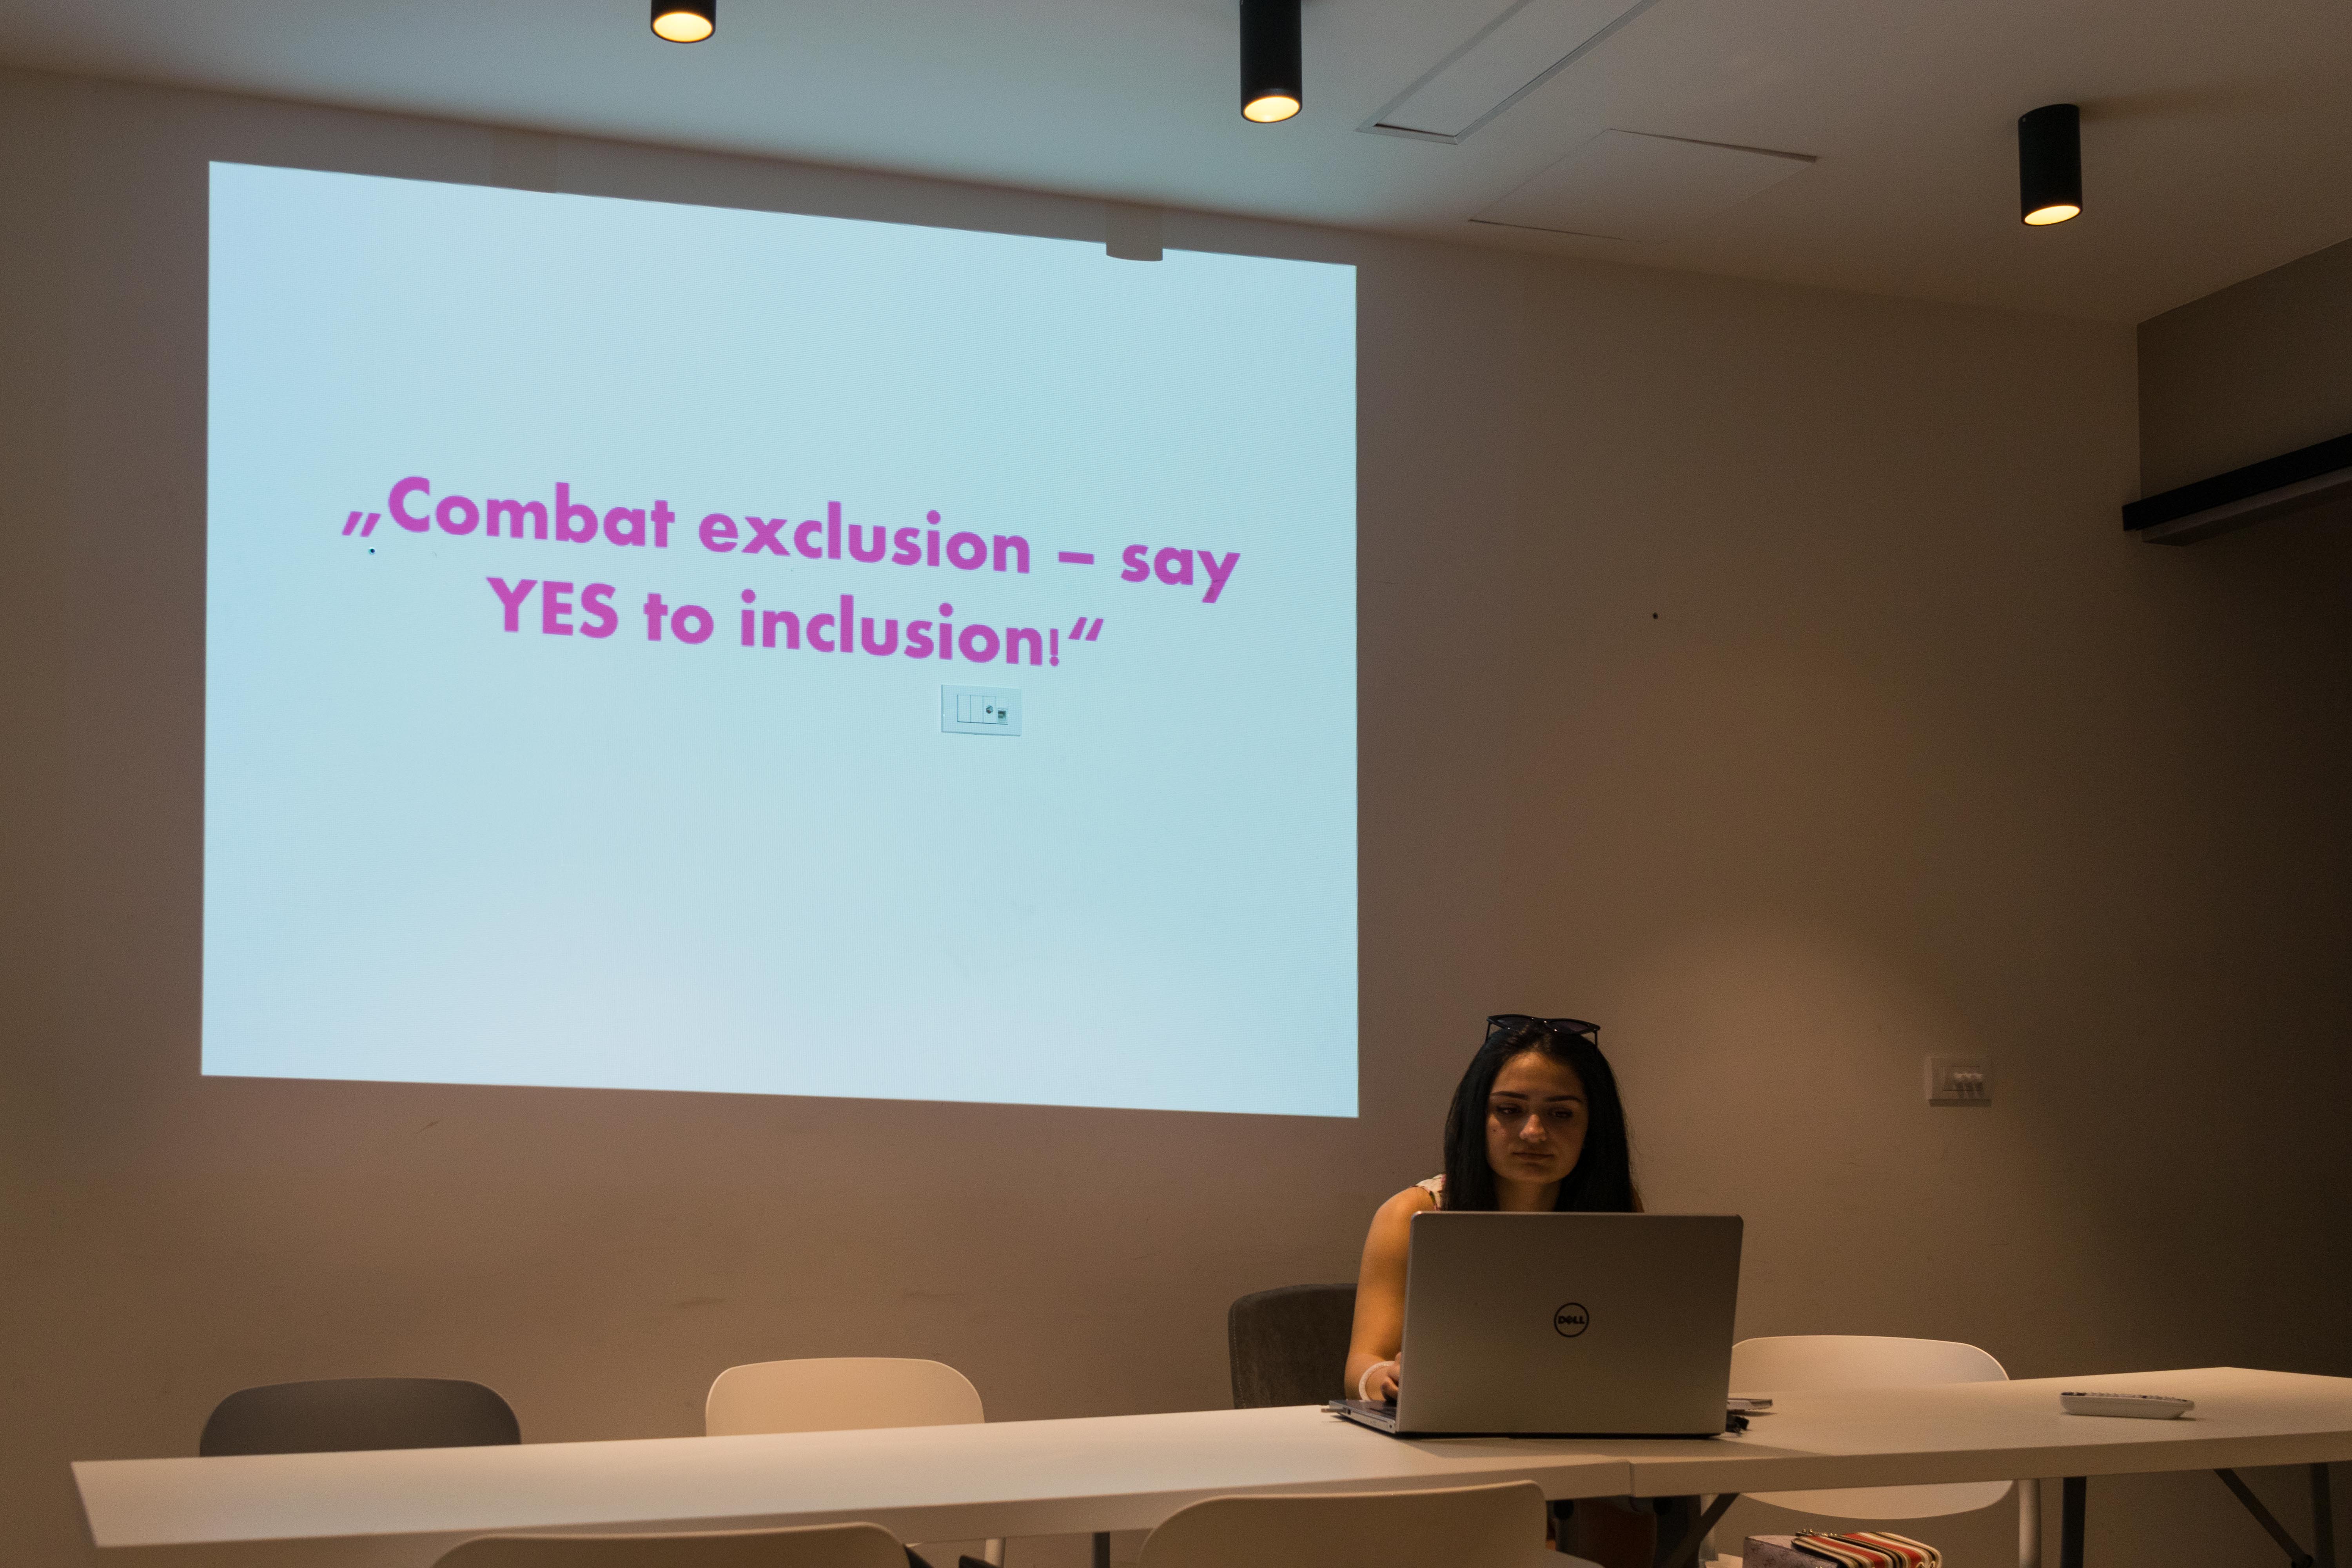 „Combat exclusion – say
YES to inclusion!“
DELL